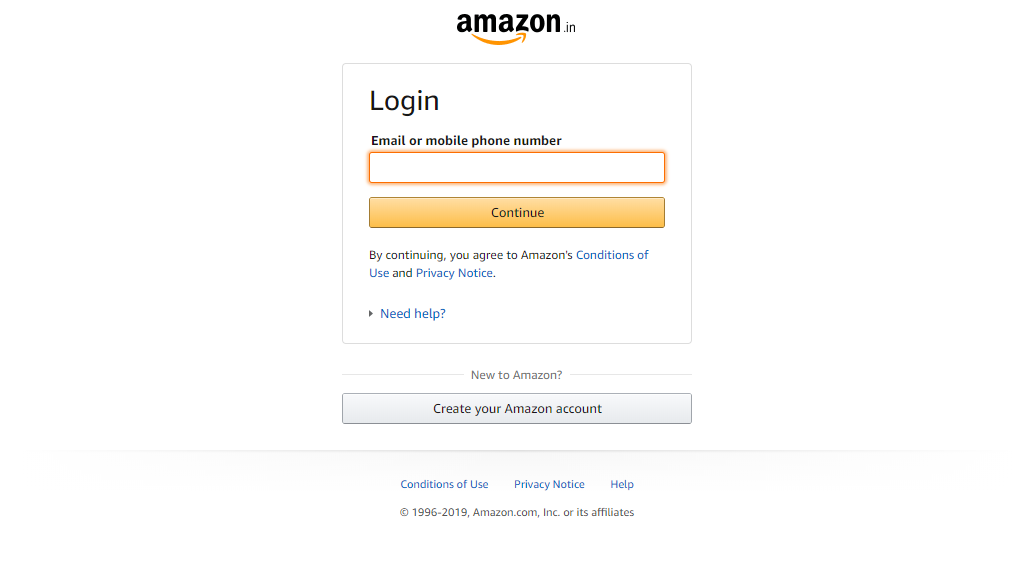 amazon.in
Login
Email or mobile phone number
Continue
By continuing, you agree to Amazon's Conditions of
Use and Privacy Notice.
Need help?
New to Amazon?
Create your Amazon account
Conditions of Use Privacy Notice Help
© 1996-2019, Amazon.com, Inc. or its affiliates